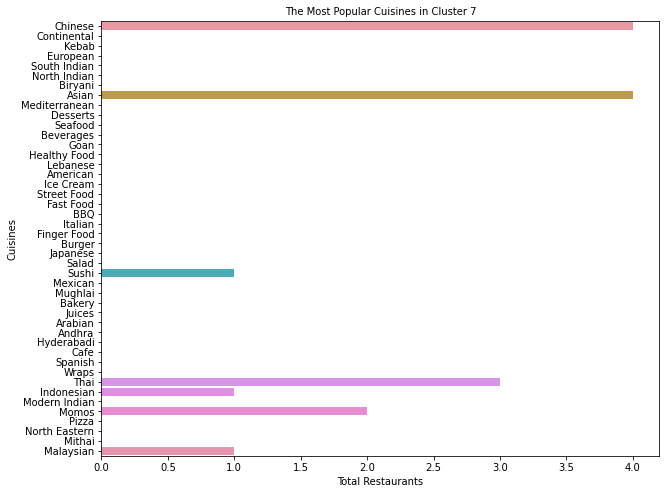 The Most Popular Cuisines in Cluster 7
Cuisines
Chinese
Continental
Kebab
European
South Indian
North Indian
Biryani
Asian
Mediterranean
Desserts
Seafood
Beverages
Goan
Healthy Food
Lebanese
American
Ice Cream
Street Food
Fast Food
BBQ
Italian
Finger Food
Burger
Japanese
Salad
Sushi
Mexican
Mughlai
Bakery
Juices
Arabian
Andhra
Hyderabadi
Cafe
Spanish
Wraps
Thai
Indonesian
Modern Indian
Momos
Pizza
North Eastern
Mithai
Malaysian
0.0 0.5 1.0 1.5 2.0 2.5 3.0 3.5 4.0
Total Restaurants